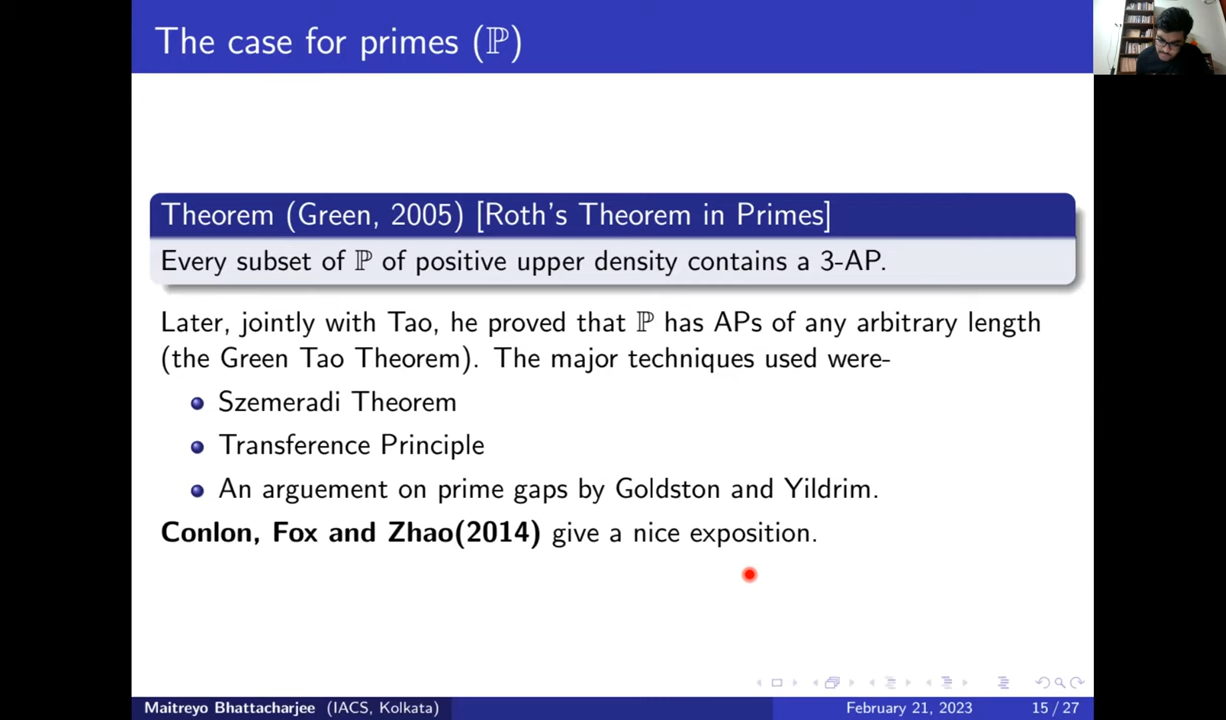 The case for primes (ℙ)
Theorem (Green, 2005) [Roth's Theorem in Primes]
Every subset of ℙ of positive upper density contains a 3-AP.
Later, jointly with Tao, he proved that ℙ has APs of any arbitrary length
(the Green Tao Theorem). The major techniques used were-
Szemeradi Theorem
Transference Principle
An arguement on prime gaps by Goldston and Yildrim.
Conlon, Fox and Zhao(2014) give a nice exposition.
Maitreyo Bhattacharjee (IACS, Kolkata) February 21, 2023 15 / 27